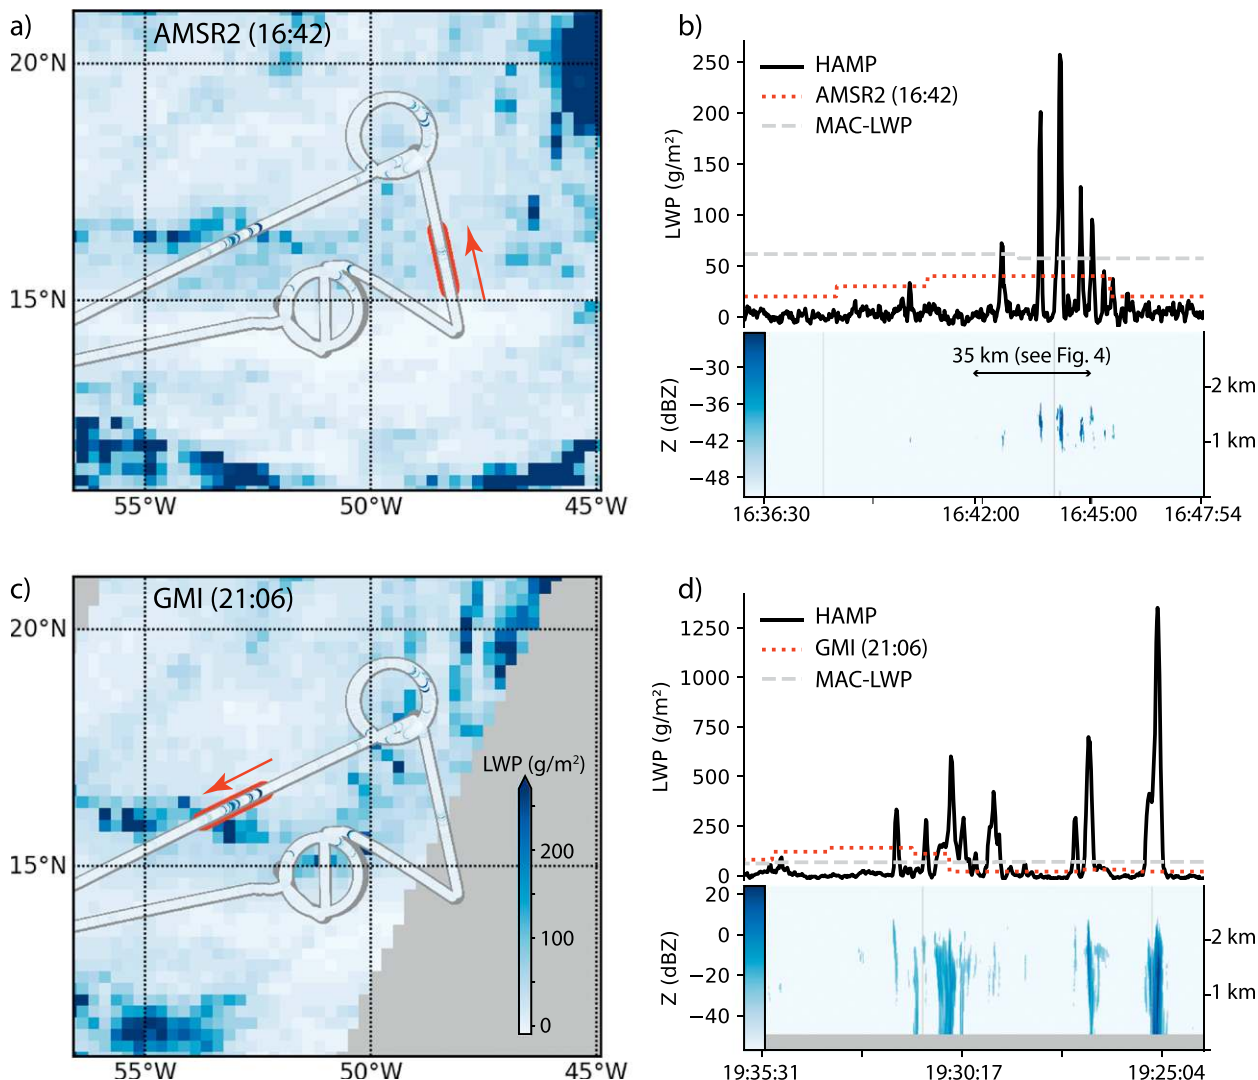 a)
AMSR2 (16:42)
20°N
15°N
55°W
50°W
45°W
b)
HAMP
AMSR2 (16:42)
MAC-LWP
LWP (g/m²)
250
200
150
100
50
0
35 km (see Fig. 4)
Z (dBZ)
−30
−36
−42
−48
2 km
1 km
16:36:30
16:42:00
16:45:00
16:47:54
c)
GMI (21:06)
20°N
15°N
LWP (g/m²)
200
100
0
55°W
50°W
45°W
d)
HAMP
GMI (21:06)
MAC-LWP
LWP (g/m²)
1250
1000
750
500
250
0
Z (dBZ)
20
0
−20
−40
2 km
1 km
19:35:31
19:30:17
19:25:04